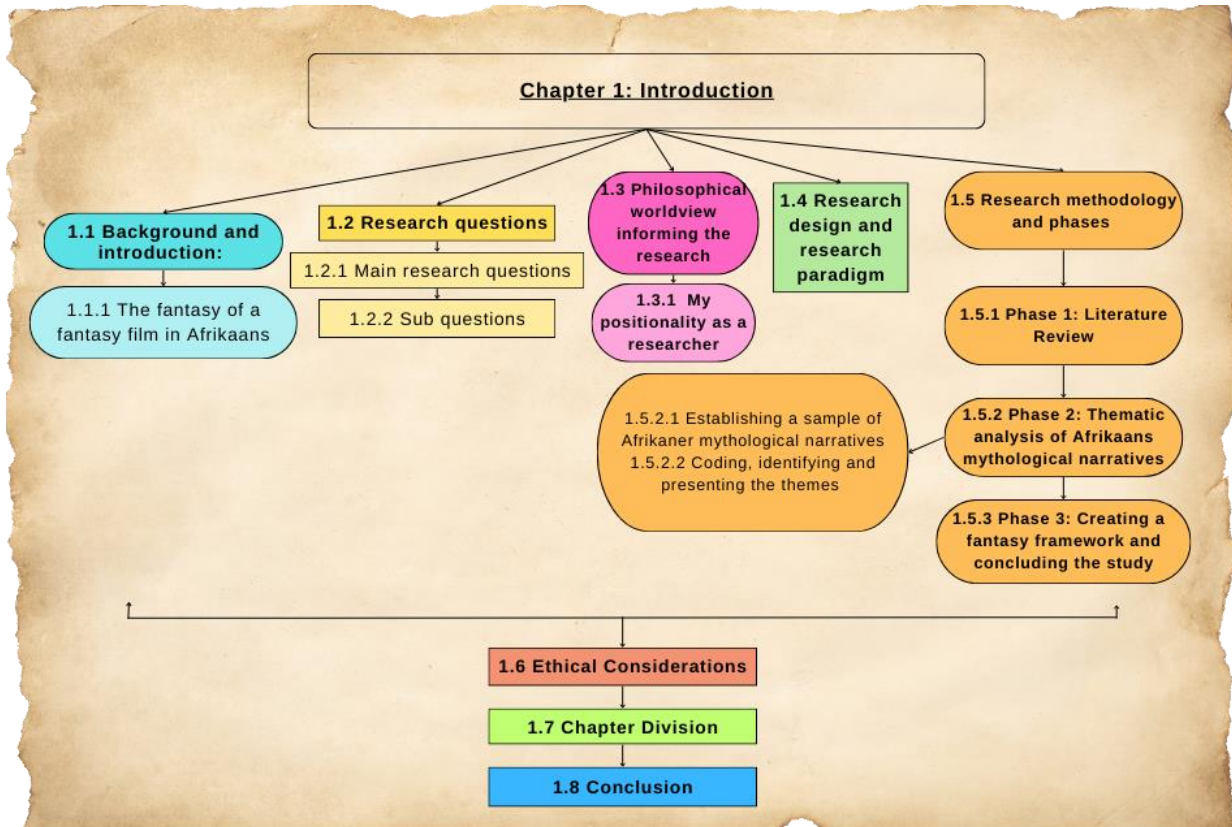 Chapter 1: Introduction
1.1 Background and
introduction:
1.1.1 The fantasy of a
fantasy film in Afrikaans
1.2 Research questions
1.2.1 Main research questions
1.2.2 Sub questions
1.3 Philosophical
worldview
informing the
research
1.3.1 My
positionality as a
researcher
1.4 Research
design and
research
paradigm
1.5 Research methodology
and phases
1.5.1 Phase 1: Literature
Review
1.5.2 Phase 2: Thematic
analysis of Afrikaans
mythological narratives
1.5.2.1 Establishing a sample of
Afrikaner mythological narratives
1.5.2.2 Coding, identifying and
presenting the themes
1.5.3 Phase 3: Creating a
fantasy framework and
concluding the study
1.6 Ethical Considerations
1.7 Chapter Division
1.8 Conclusion